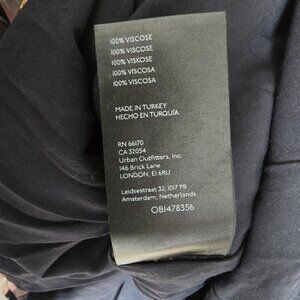 100% VISCOSE
100% VISCOSE
100% VISKOSE
100% VISCOSA
100% VISCOSA
MADE IN TURKEY
HECHO EN TURQUÍA
RN 66170
CA 32054
Urban Outfitters, Inc.
146 Brick Lane
LONDON, E1 6RU
Leidsestraat 32, 1017 PB
Amsterdam, Netherlands
OB1478356